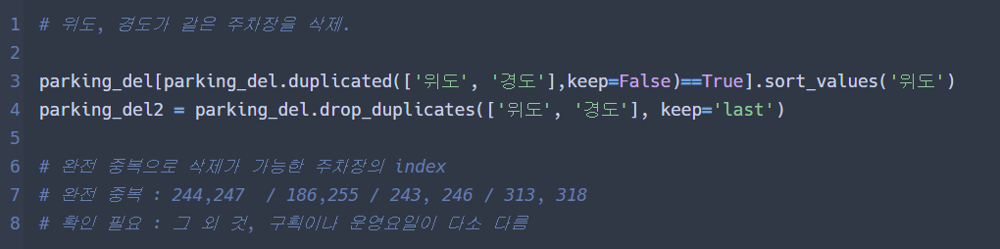 1 # 위도, 경도가 같은 주차장을 삭제.
2
3 parking_del[parking_del.duplicated(['위도', '경도'],keep=False)==True].sort_values('위도')
4 parking_del2 = parking_del.drop_duplicates(['위도', '경도'], keep='last')
5
6 # 완전 중복으로 삭제가 가능한 주차장의 index
7 # 완전 중복 : 244,247  / 186,255 / 243, 246 / 313, 318
8 # 확인 필요 : 그 외 것, 구획이나 운영요일이 다소 다름